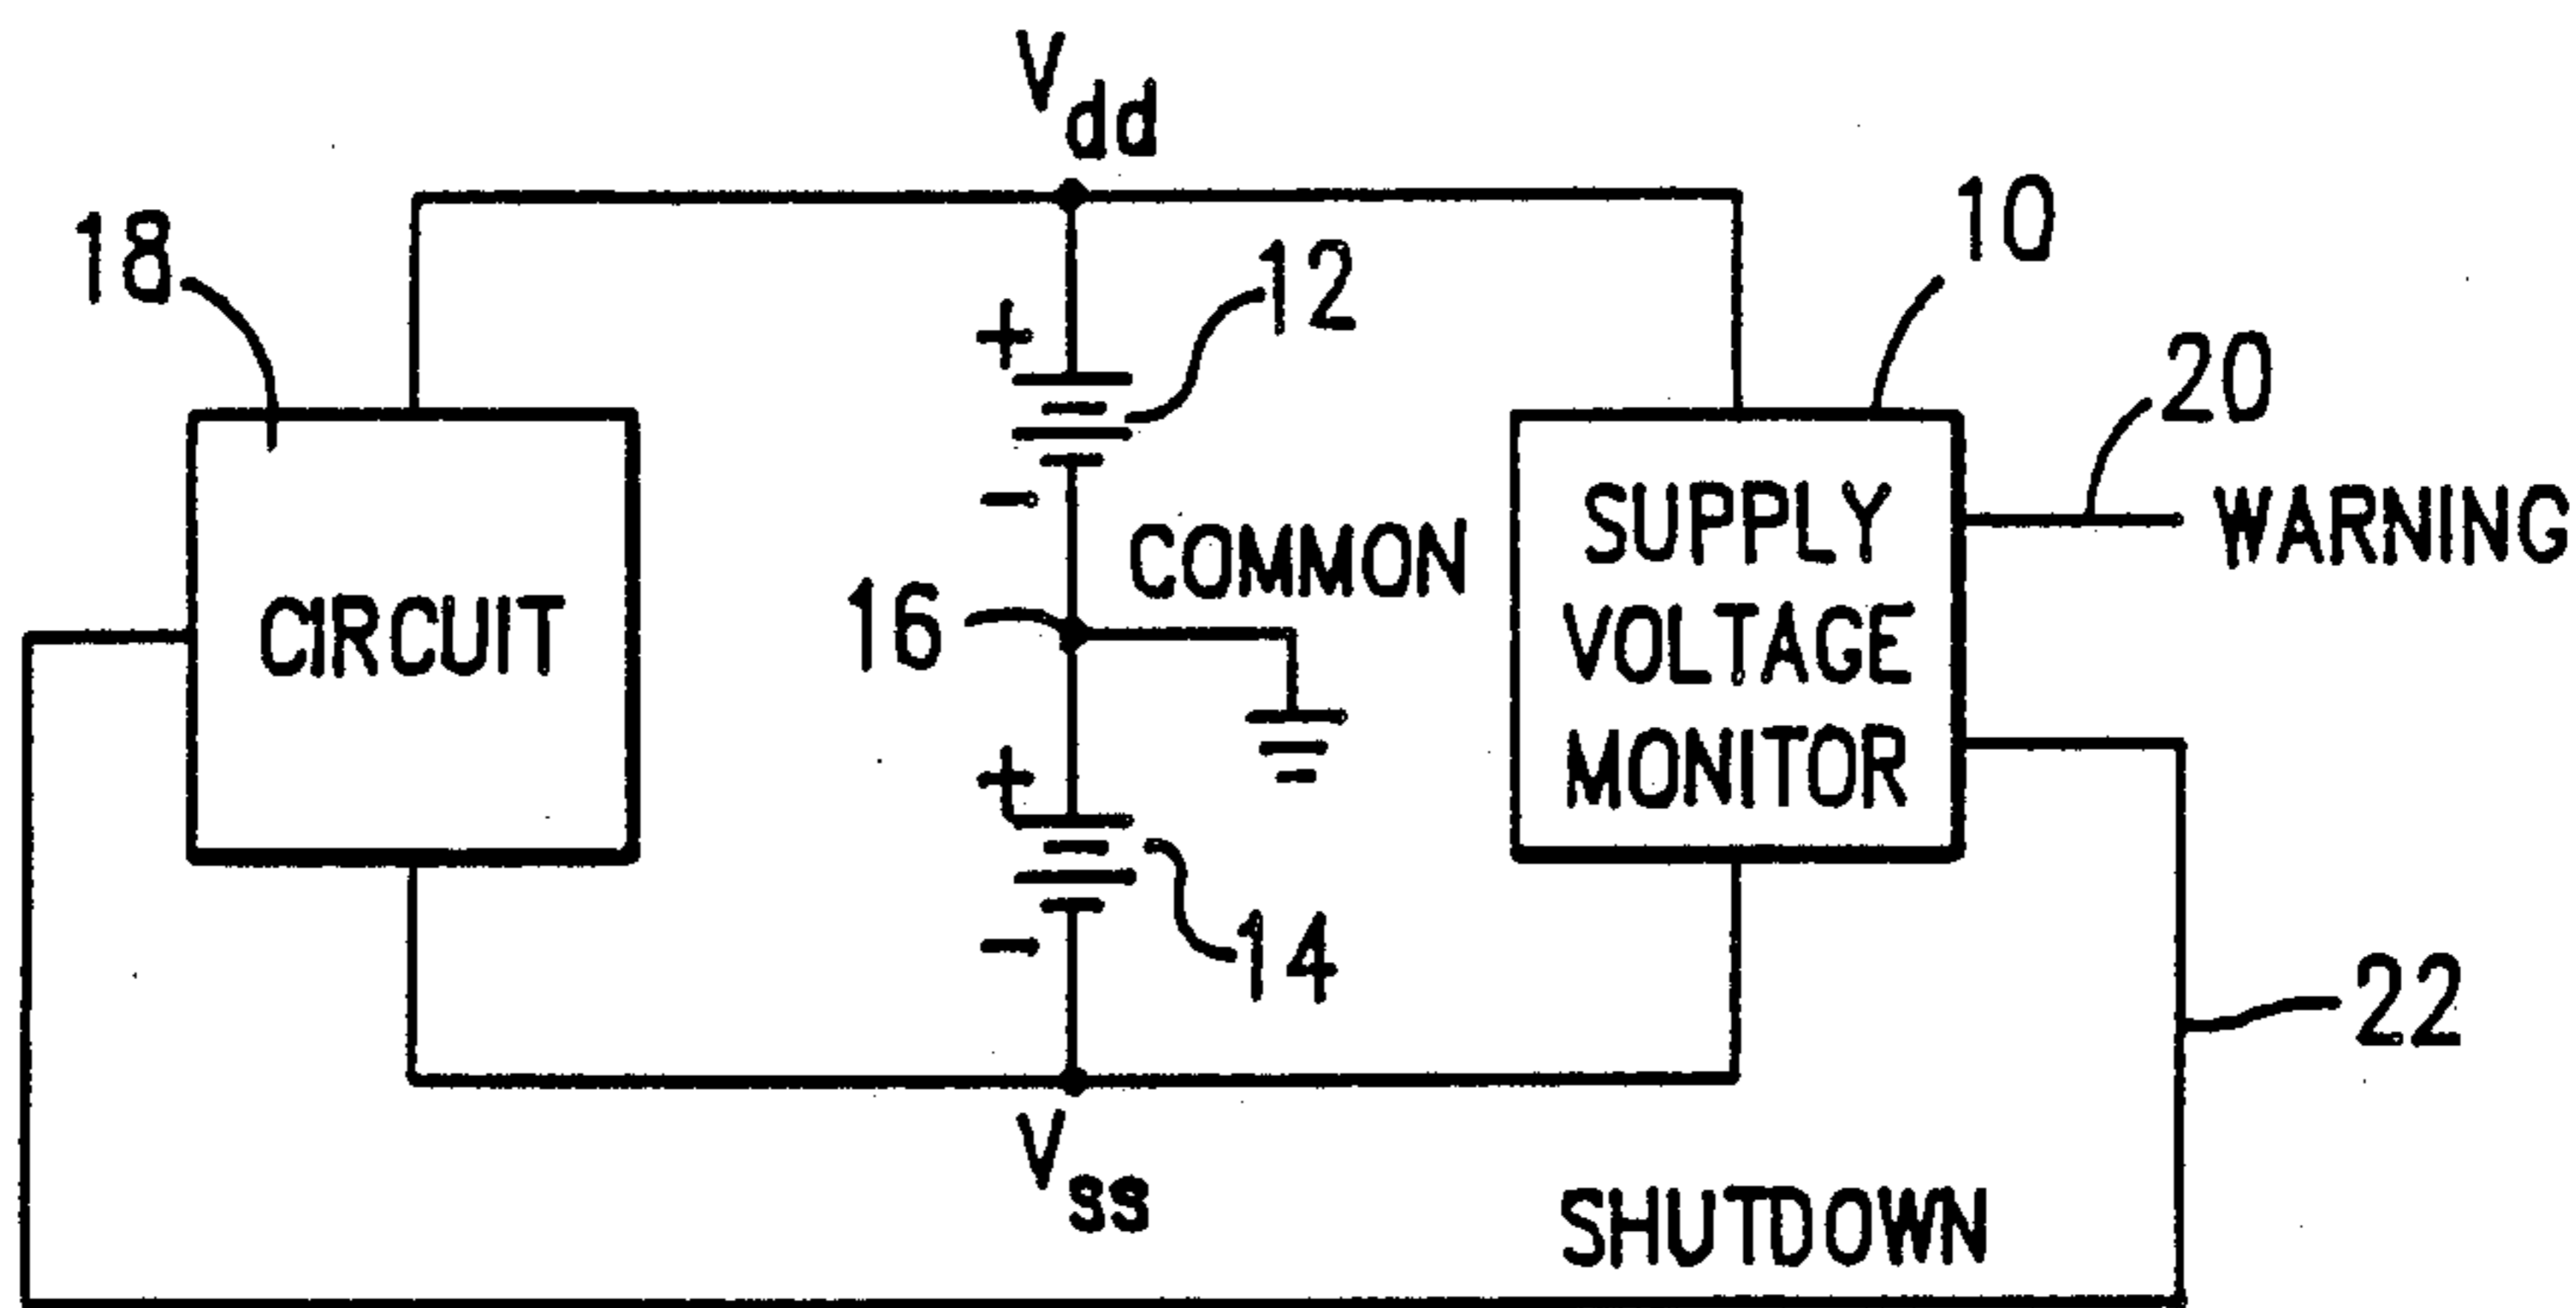 Vdd
18
12
10
20
SUPPLY
VOLTAGE
MONITOR
WARNING
COMMON
16
CIRCUIT
14
22
Vss
SHUTDOWN
+
-
+
-